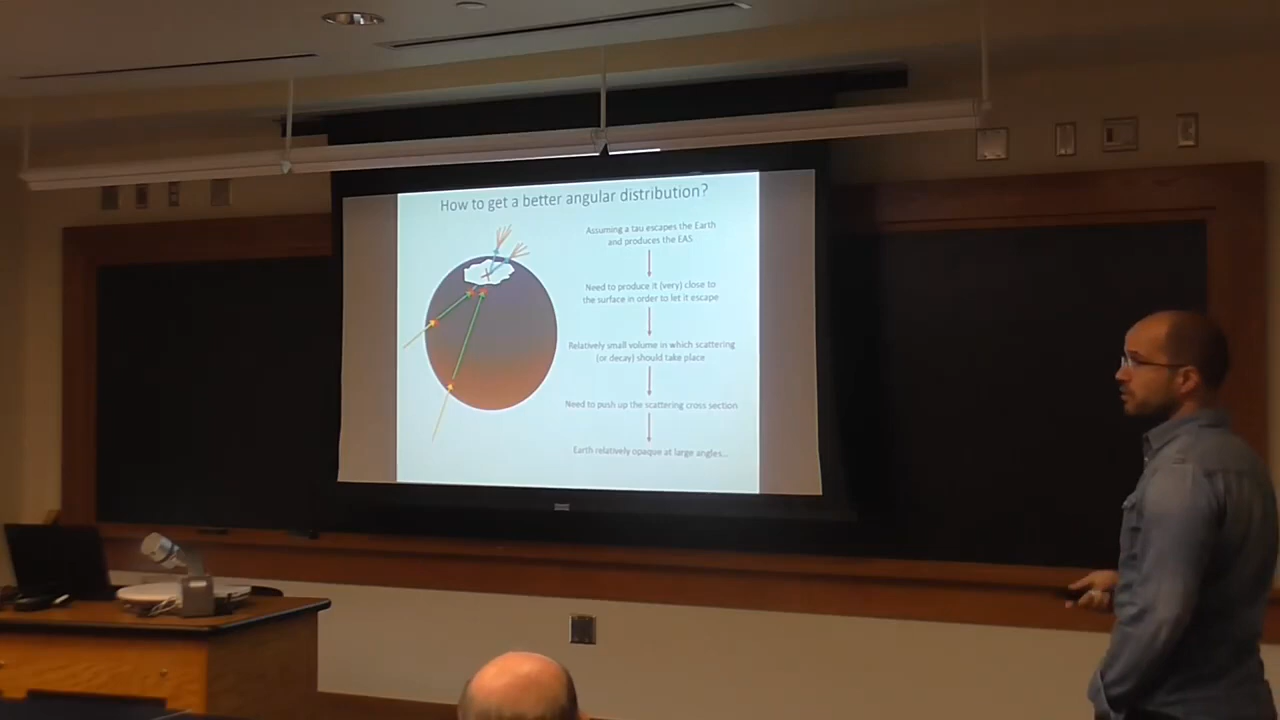 How to get a better angular distribution?
Assuming a tau escapes the Earth
and produces the EAS
Need to produce it (very) close to
the surface in order to let it escape
Relatively small volume in which scattering
(or decay) should take place
Need to push up the scattering cross section
Earth relatively opaque at large angles...